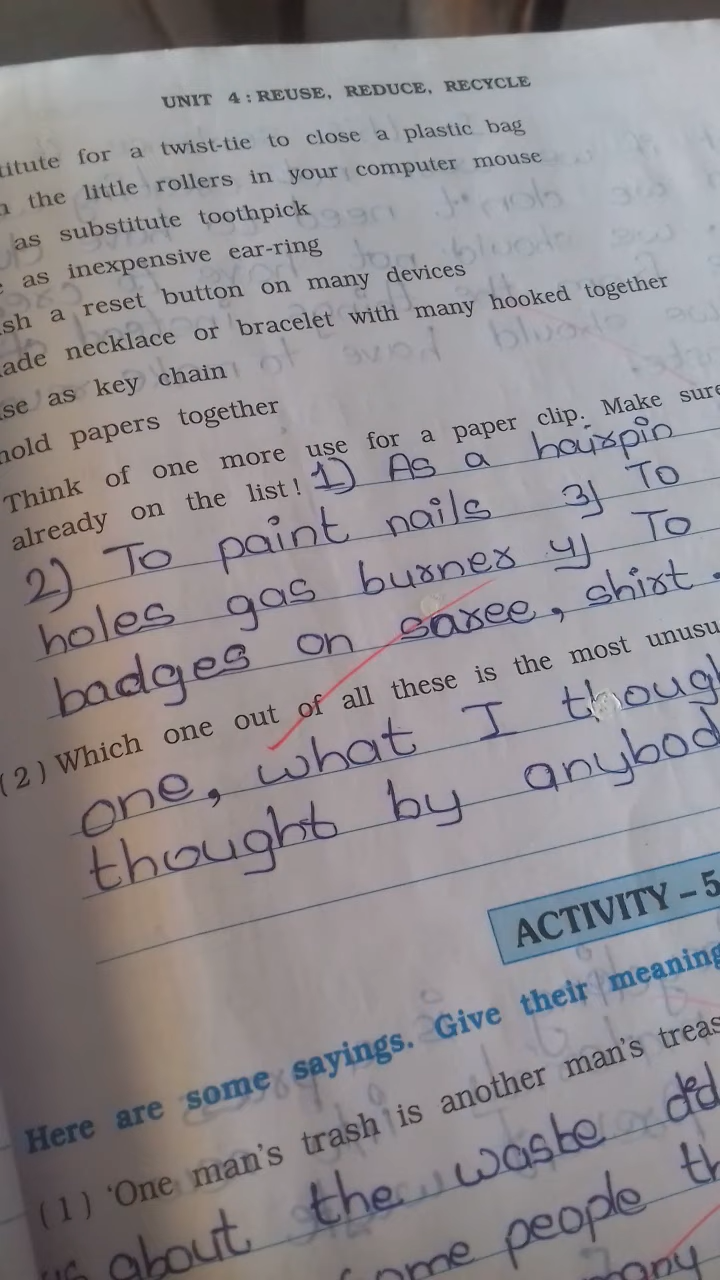 UNIT 4 : REUSE, REDUCE, RECYCLE
titute for a twist-tie to close a plastic bag
the little rollers in your computer mouse
as substitute toothpick
as inexpensive ear-ring
sh a reset button on many devices
ade necklace or bracelet with many hooked together
se as key chain
hold papers together
Think of one more use for a paper clip. Make sure
already on the list! 1) As a hairpin
2) To paint nails 3) To
holes gas burner 4) To
badges on saree, shirt.
(2) Which one out of all these is the most unusu
one, what I though
thought by anybod
ACTIVITY - 5
Here are some sayings. Give their meaning
(1) 'One man's trash is another man's treas
about the waste
ome people th